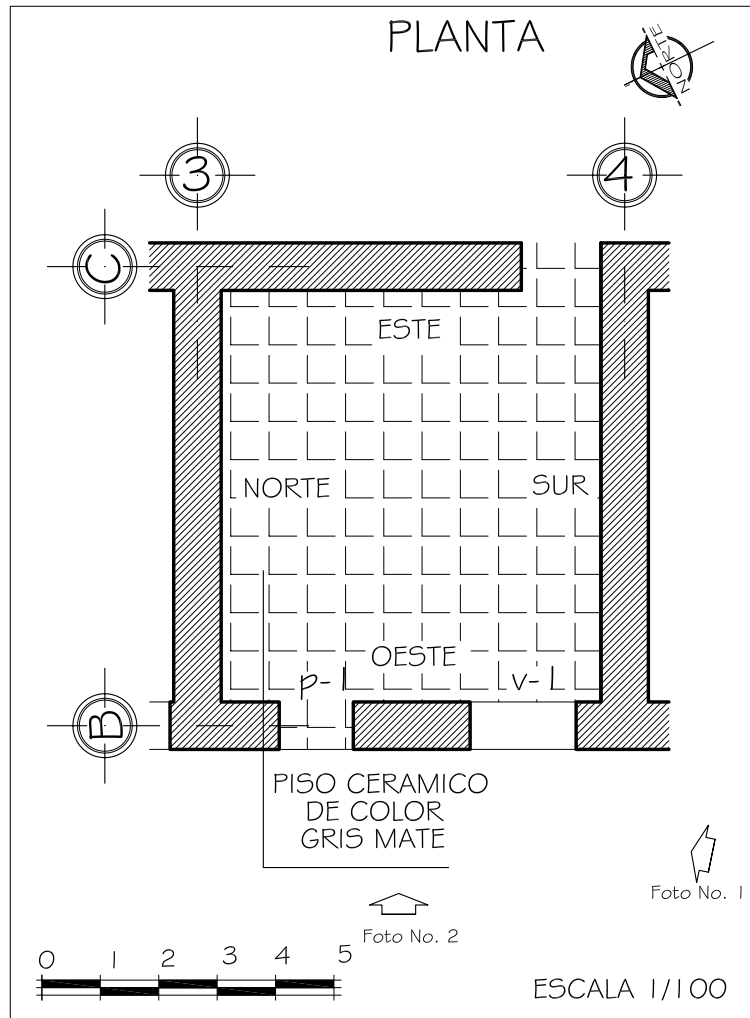 PLANTA
NORTE
3
4
C
ESTE
NORTE
SUR
OESTE
p-1
v-1
B
PISO CERAMICO
DE COLOR
GRIS MATE
Foto No. 1
Foto No. 2
0 1 2 3 4 5
ESCALA 1/100